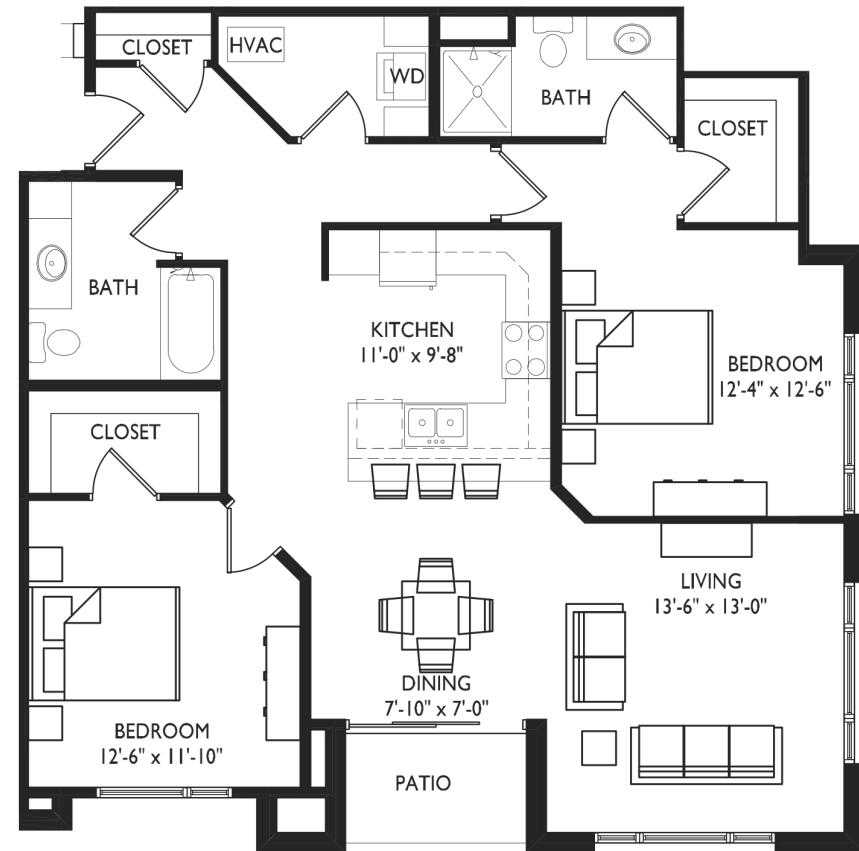 CLOSET
HVAC
WD
BATH
CLOSET
BATH
KITCHEN
11'-0" x 9'-8"
BEDROOM
12'-4" x 12'-6"
CLOSET
LIVING
13'-6" x 13'-0"
DINING
7'-10" x 7'-0"
BEDROOM
12'-6" x 11'-10"
PATIO